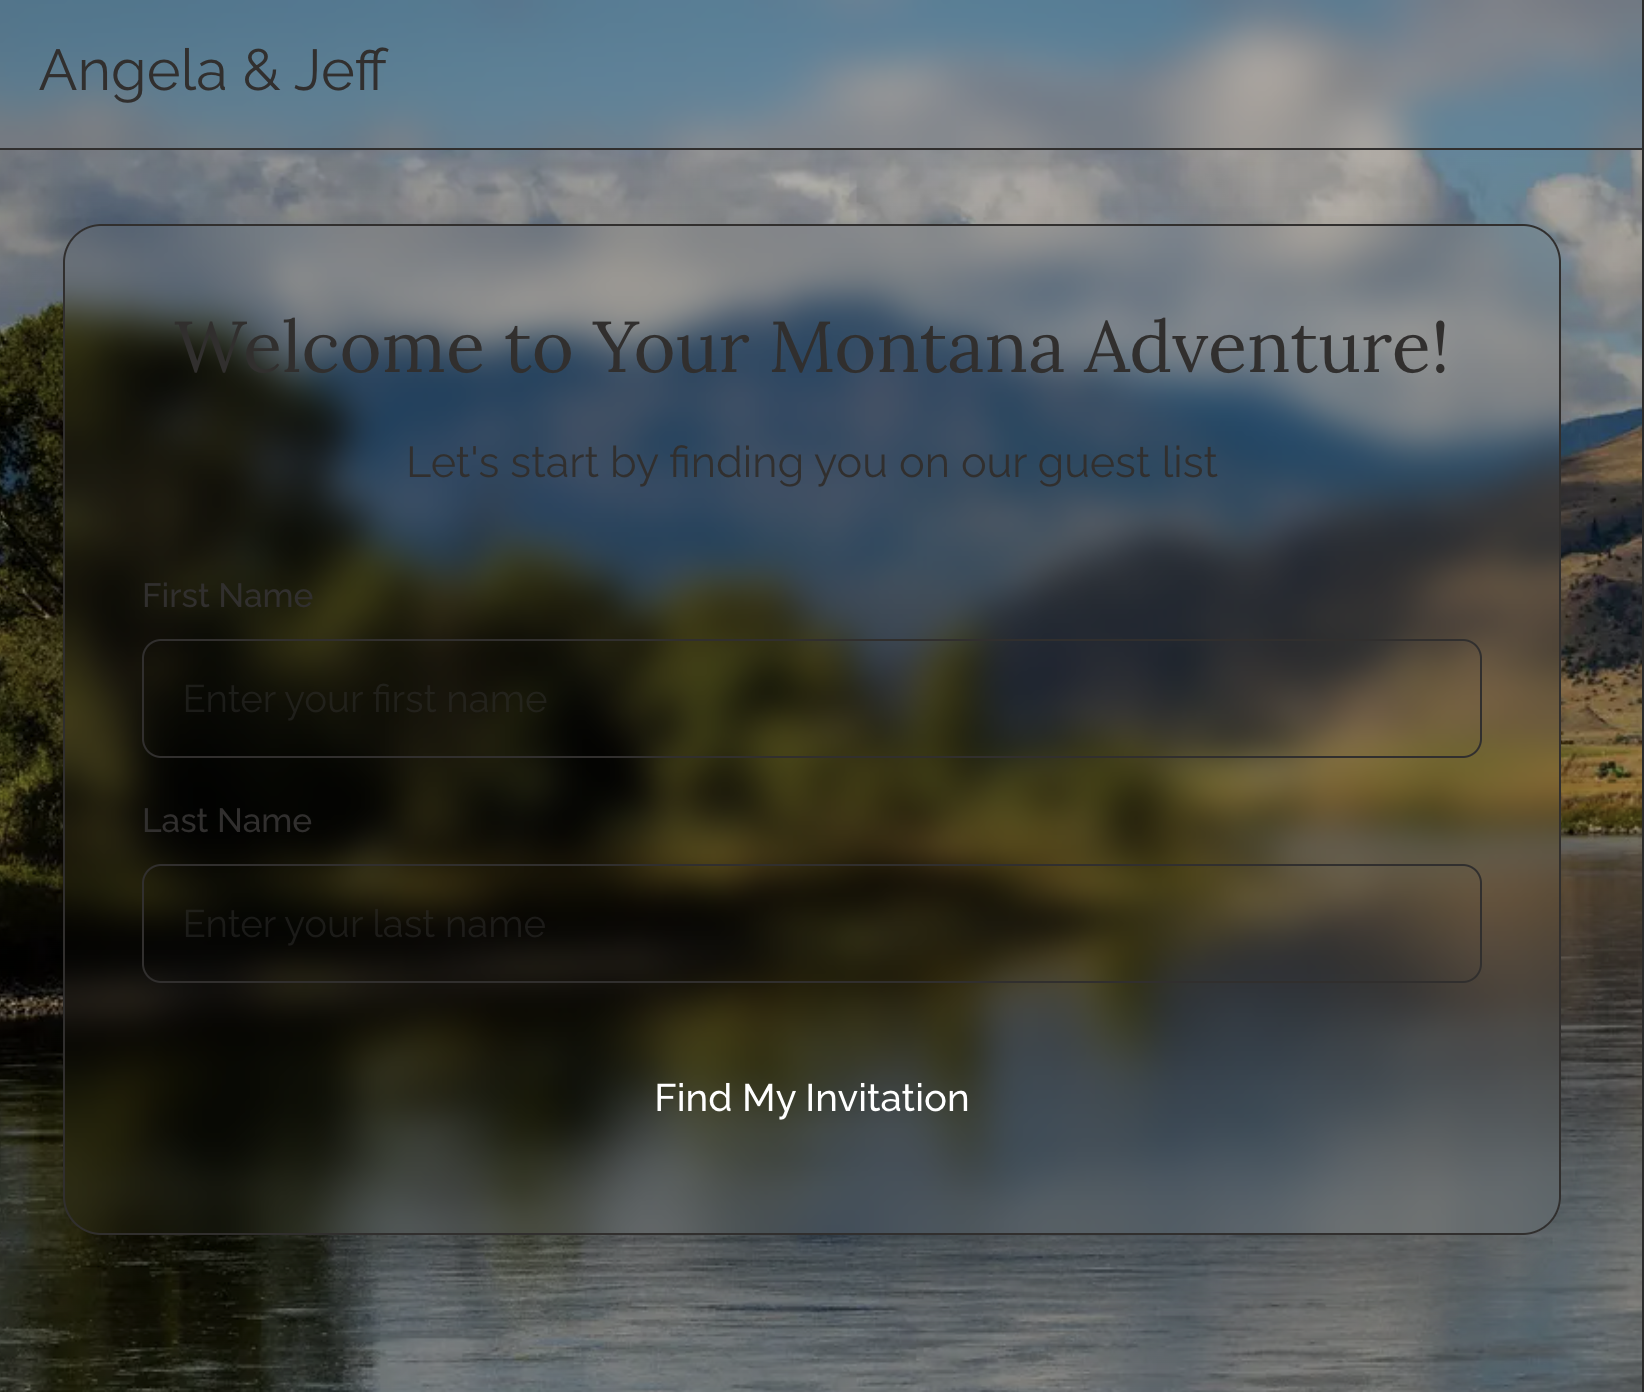 Angela & Jeff
Welcome to Your Montana Adventure!
Let's start by finding you on our guest list
First Name
Enter your first name
Last Name
Enter your last name
Find My Invitation